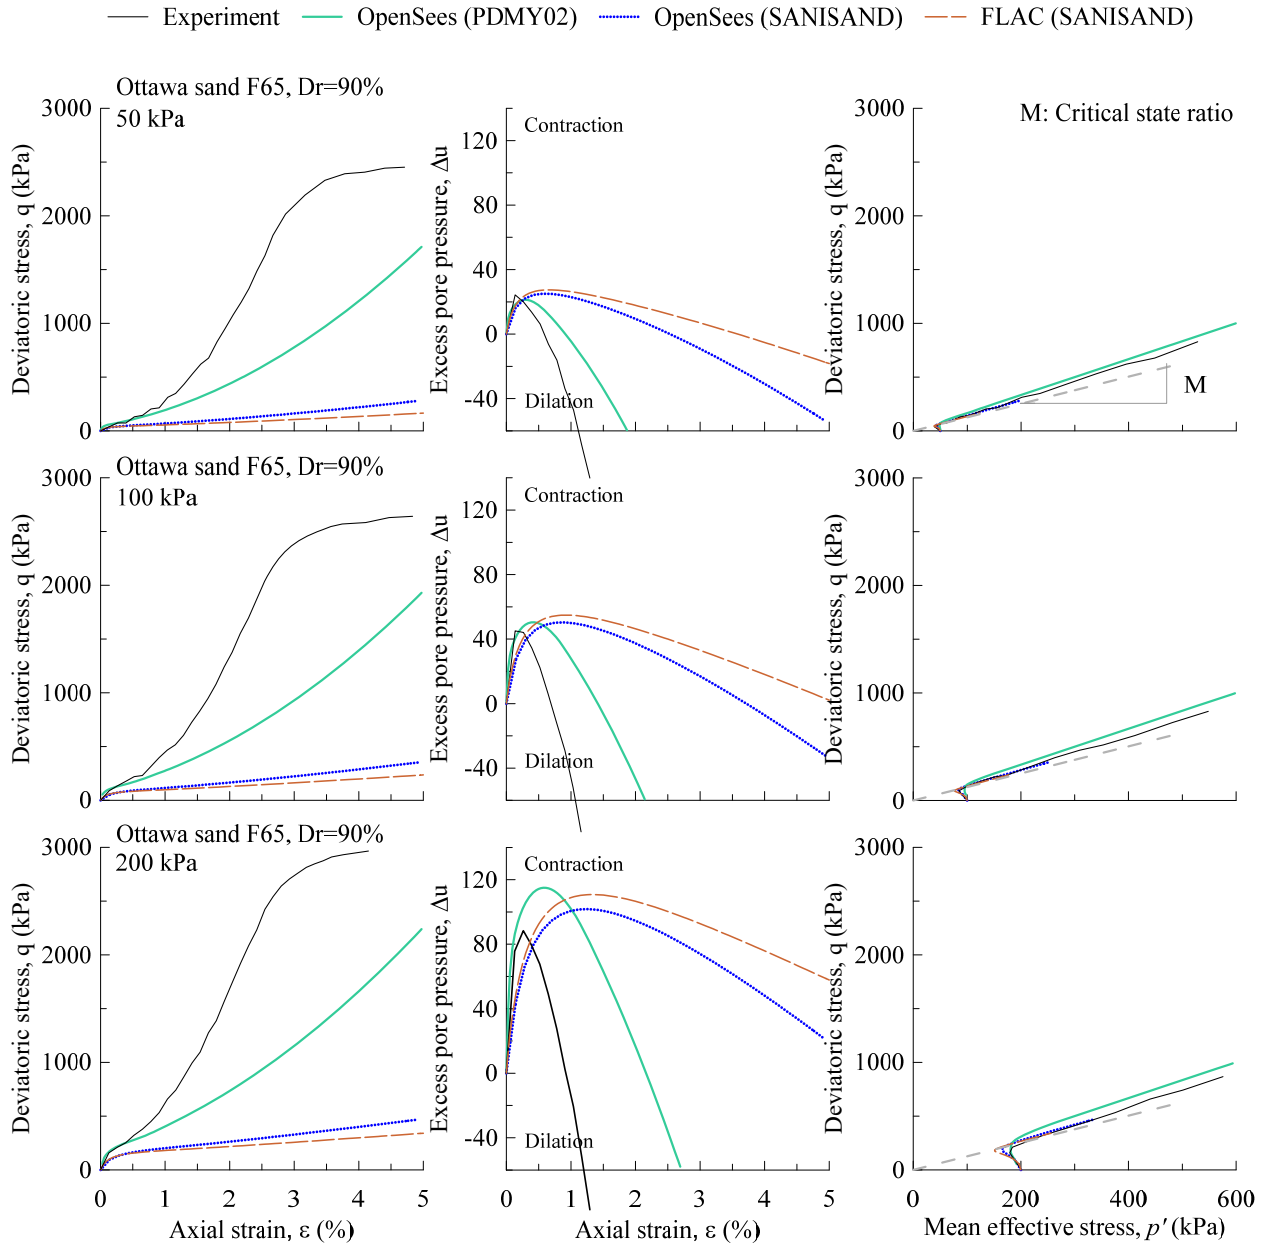 Experiment OpenSees (PDMY02) OpenSees (SANISAND) FLAC (SANISAND)
Ottawa sand F65, Dr=90%
50 kPa
3000
2000
1000
0
Deviatoric stress, q (kPa)
Contraction
Dilation
120
80
40
0
-40
Excess pore pressure, Δu
M: Critical state ratio
M
3000
2000
1000
0
Deviatoric stress, q (kPa)
Ottawa sand F65, Dr=90%
100 kPa
3000
2000
1000
0
Deviatoric stress, q (kPa)
Contraction
Dilation
120
80
40
0
-40
Excess pore pressure, Δu
3000
2000
1000
0
Deviatoric stress, q (kPa)
Ottawa sand F65, Dr=90%
200 kPa
3000
2000
1000
0
Deviatoric stress, q (kPa)
0 1 2 3 4 5
Axial strain, ε (%)
Contraction
Dilation
120
80
40
0
-40
Excess pore pressure, Δu
0 1 2 3 4 5
Axial strain, ε (%)
3000
2000
1000
0
Deviatoric stress, q (kPa)
0 200 400 600
Mean effective stress, p' (kPa)